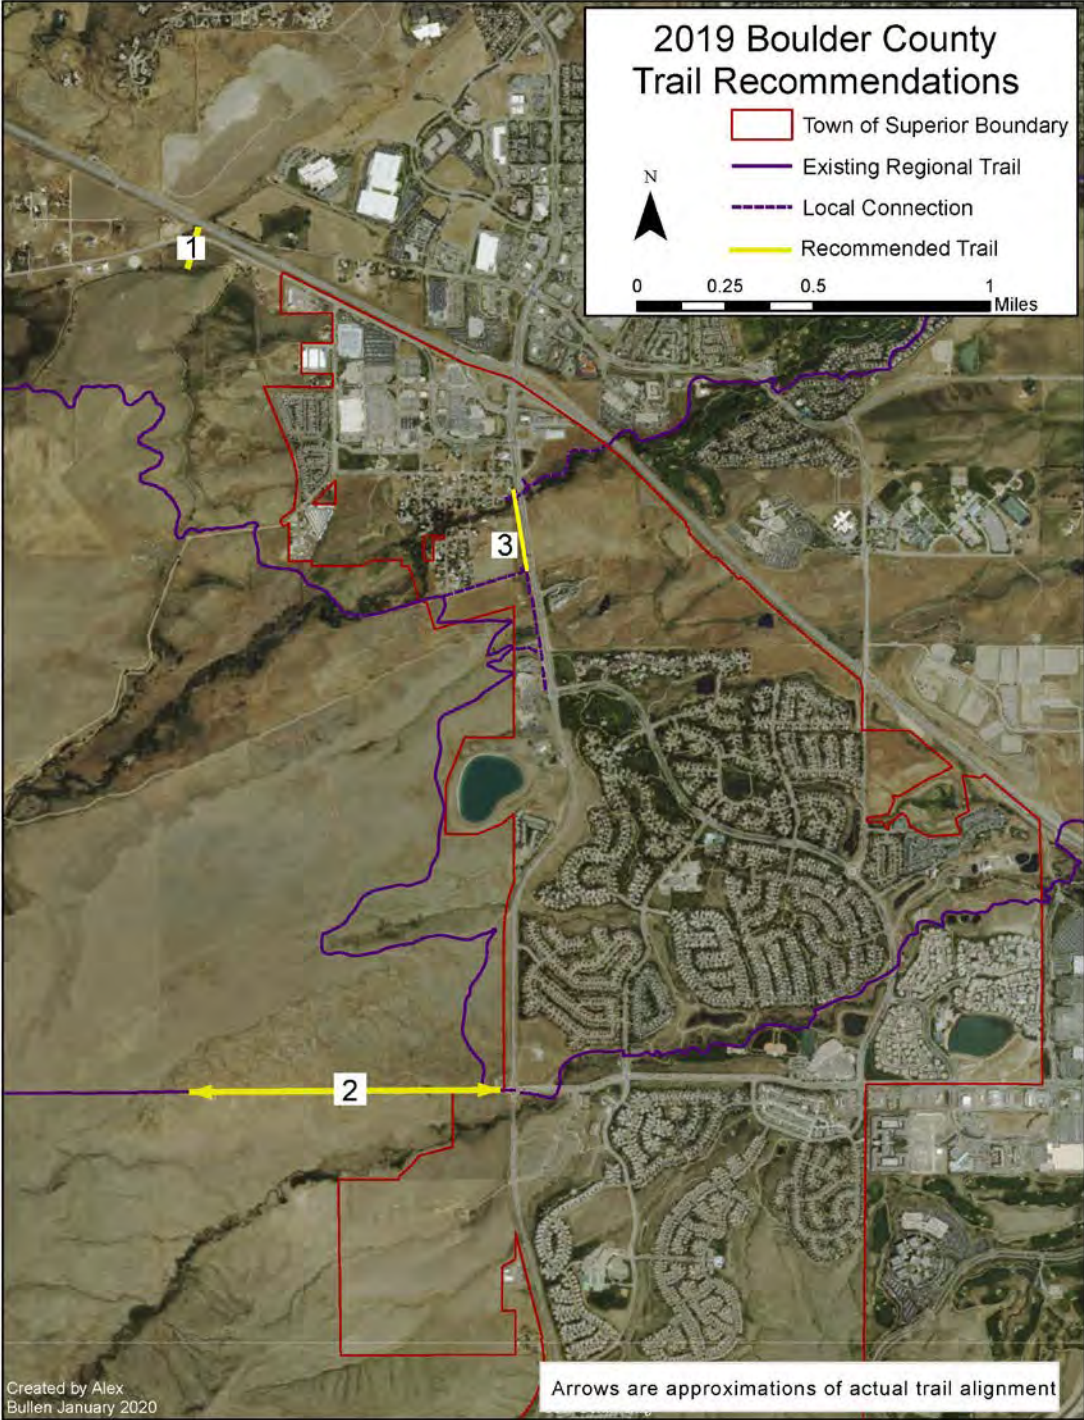 2019 Boulder County
Trail Recommendations
Town of Superior Boundary
Existing Regional Trail
Local Connection
Recommended Trail
N
0 0.25 0.5 1
Miles
1
3
2
Arrows are approximations of actual trail alignment
Created by Alex
Bullen January 2020